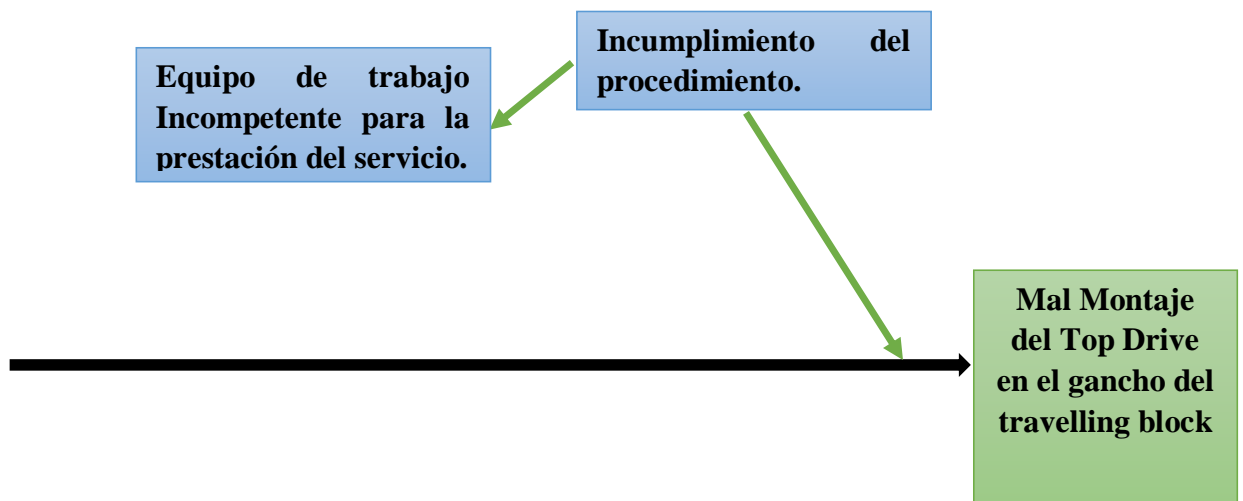 Equipo de trabajo
Incompetente para la
prestación del servicio.
Incumplimiento del
procedimiento.
Mal Montaje
del Top Drive
en el gancho del
travelling block